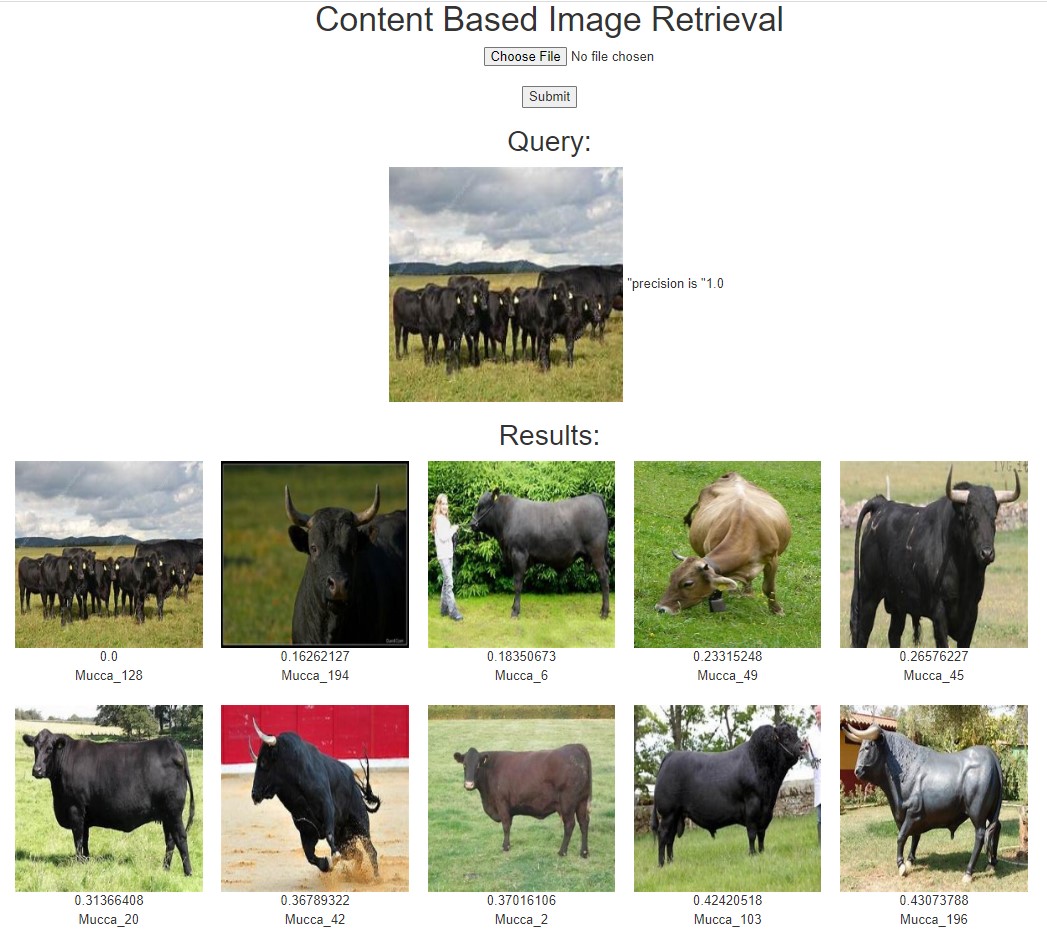 Content Based Image Retrieval
Choose File No file chosen
Submit
Query:
"precision is "1.0
Results:
0.0 0.16262127 0.18350673 0.23315248 0.26576227
Mucca_128 Mucca_194 Mucca_6 Mucca_49 Mucca_45
0.31366408 0.36789322 0.37016106 0.42420518 0.43073788
Mucca_20 Mucca_42 Mucca_2 Mucca_103 Mucca_196